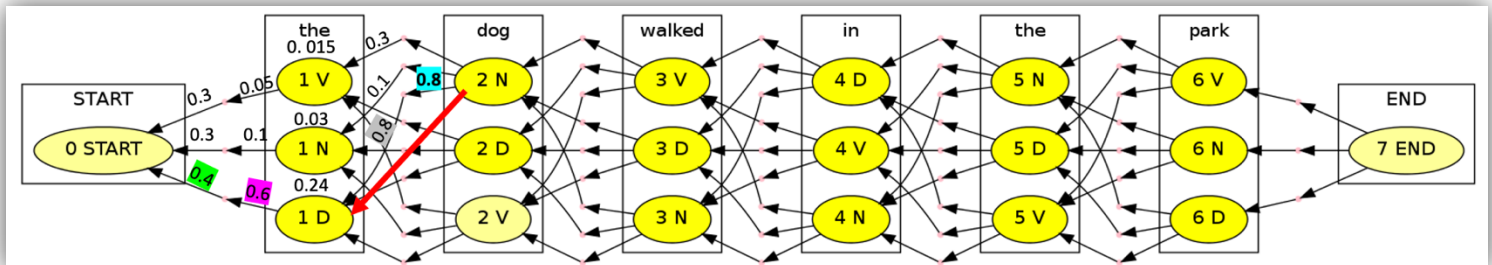 START
0 START
0.3
0.05
0.3
0.1
0.4
0.6
the
0. 015
1 V
0.03
1 N
0.24
1 D
0.3
0.1
0.8
0.8
dog
2 N
2 D
2 V
walked
3 V
3 D
3 N
in
4 D
4 V
4 N
the
5 N
5 D
5 V
park
6 V
6 N
6 D
END
7 END